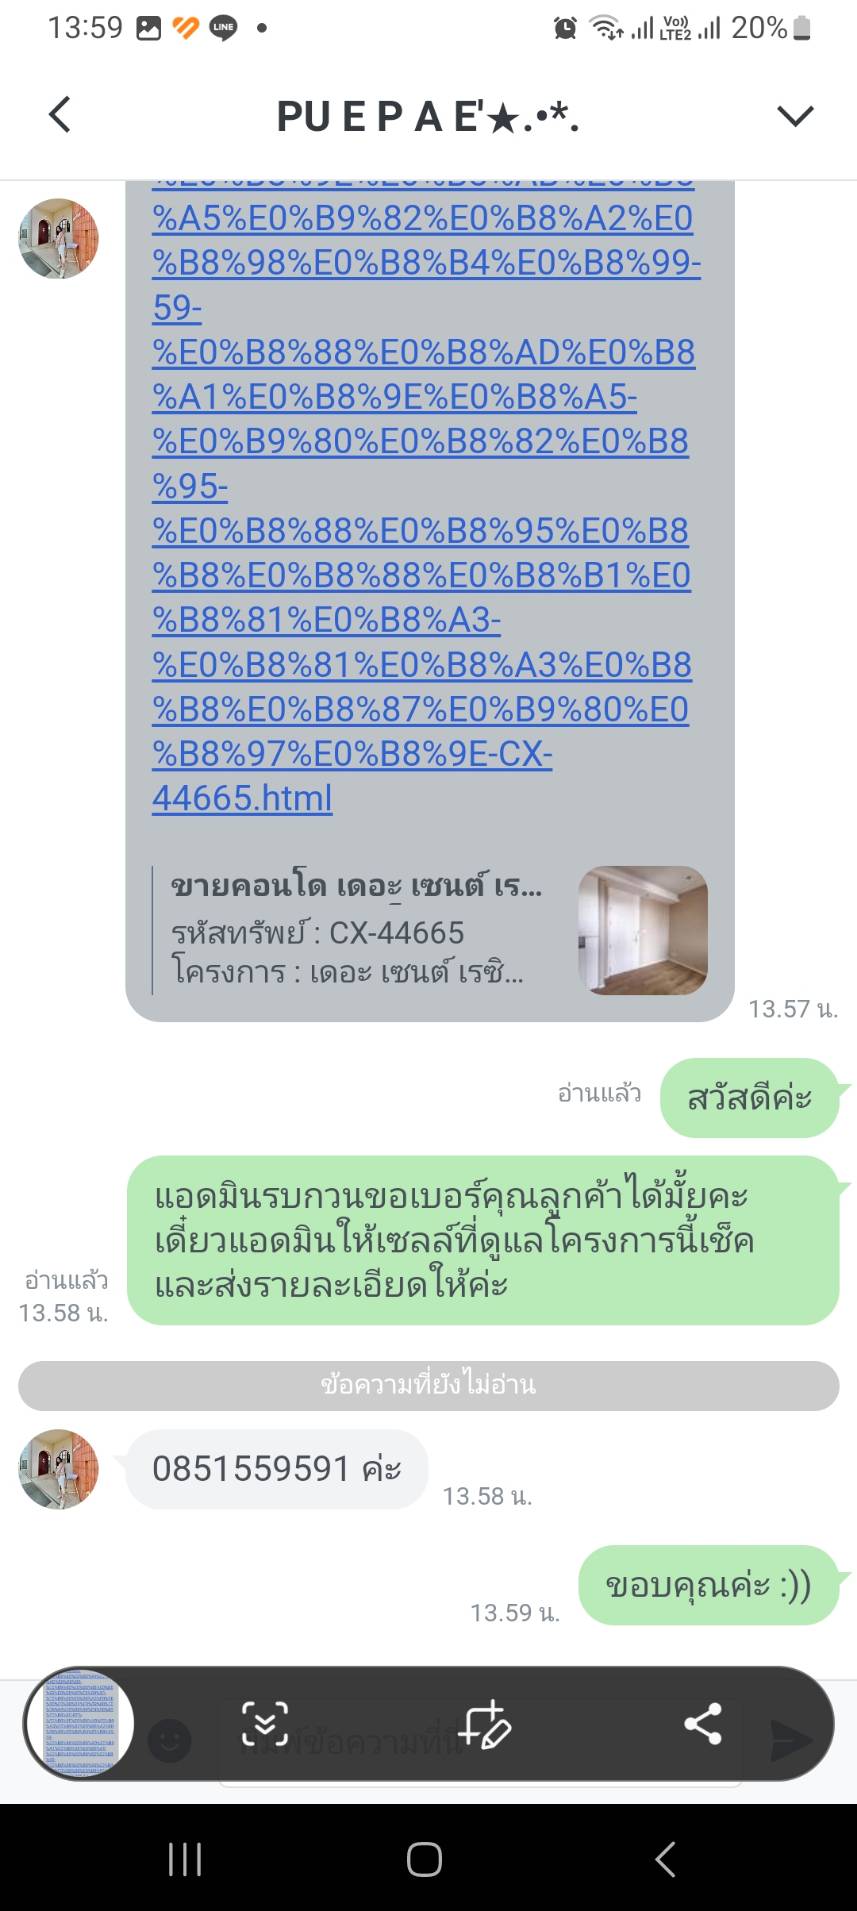 13:59 LINE Vo)) LTE2 20%
PU E P A E'★.•*.
%A5%E0%B9%82%E0%B8%A2%E0
%B8%98%E0%B8%B4%E0%B8%99-
59-
%E0%B8%88%E0%B8%AD%E0%B8
%A1%E0%B8%9E%E0%B8%A5-
%E0%B9%80%E0%B8%82%E0%B8
%95-
%E0%B8%88%E0%B8%95%E0%B8
%B8%E0%B8%88%E0%B8%B1%E0
%B8%81%E0%B8%A3-
%E0%B8%81%E0%B8%A3%E0%B8
%B8%E0%B8%87%E0%B9%80%E0
%B8%97%E0%B8%9E-CX-
44665.html
ขายคอนโด เดอะ เซนต์ เร...
รหัสทรัพย์ : CX-44665
โครงการ : เดอะ เซนต์ เรซิ...
13.57 น.
อ่านแล้ว สวัสดีค่ะ
แอดมินรบกวนขอเบอร์คุณลูกค้าได้มั้ยคะ
เดี๋ยวแอดมินให้เซลล์ที่ดูแลโครงการนี้เช็ค
และส่งรายละเอียดให้ค่ะ
อ่านแล้ว
13.58 น.
ข้อความที่ยังไม่อ่าน
0851559591 ค่ะ
13.58 น.
ขอบคุณค่ะ :))
13.59 น.
พิมพ์ข้อความที่นี่